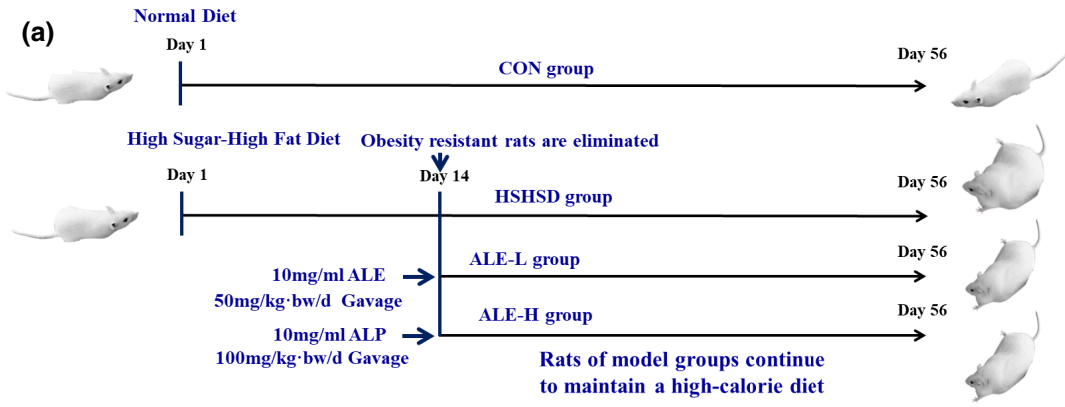 (a)
Normal Diet
Day 1
CON group
Day 56
High Sugar-High Fat Diet
Obesity resistant rats are eliminated
Day 1
Day 14
HSHSD group
Day 56
10mg/ml ALE
50mg/kg·bw/d Gavage
ALE-L group
Day 56
10mg/ml ALP
100mg/kg·bw/d Gavage
ALE-H group
Day 56
Rats of model groups continue
to maintain a high-calorie diet